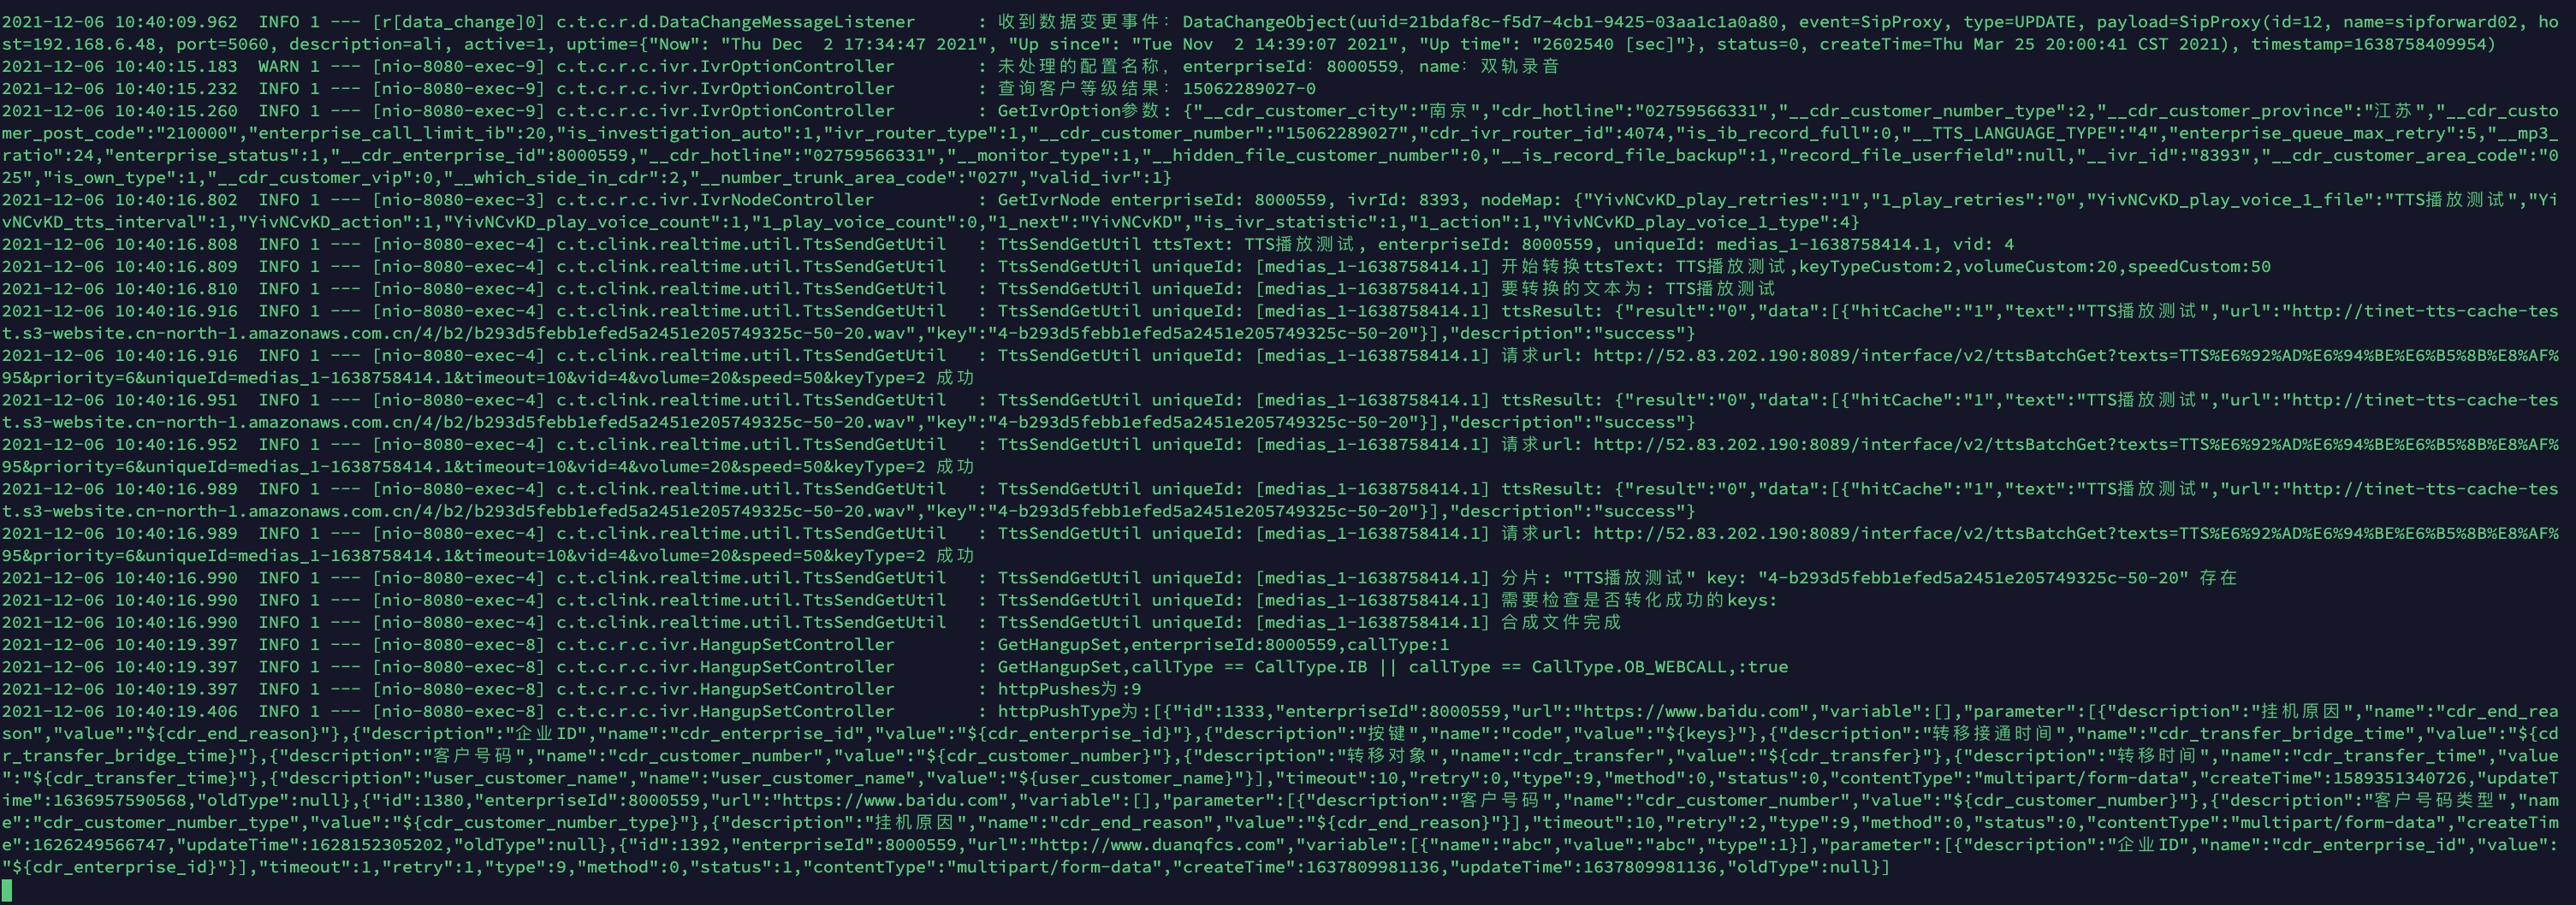 2021-12-06 10:40:09.962  INFO 1 --- [r[data_change]0] c.t.c.r.d.DataChangeMessageListener      : 收到数据变更事件: DataChangeObject(uuid=21bdaf8c-f5d7-4cb1-9425-03aa1c1a0a80, event=SipProxy, type=UPDATE, payload=SipProxy(id=12, name=sipforward02, ho
st=192.168.6.48, port=5060, description=ali, active=1, uptime={"Now": "Thu Dec  2 17:34:47 2021", "Up since": "Tue Nov  2 14:39:07 2021", "Up time": "2602540 [sec]"}, status=0, createTime=Thu Mar 25 20:00:41 CST 2021), timestamp=1638758409954)
2021-12-06 10:40:15.183  WARN 1 --- [nio-8080-exec-9] c.t.c.r.c.ivr.IvrOptionController        : 未处理的配置名称, enterpriseId: 8000559, name: 双轨录音
2021-12-06 10:40:15.232  INFO 1 --- [nio-8080-exec-9] c.t.c.r.c.ivr.IvrOptionController        : 查询客户等级结果: 15062289027-0
2021-12-06 10:40:15.260  INFO 1 --- [nio-8080-exec-9] c.t.c.r.c.ivr.IvrOptionController        : GetIvrOption参数: {"__cdr_customer_city":"南京","cdr_hotline":"02759566331","__cdr_customer_number_type":2,"__cdr_customer_province":"江苏","__cdr_custo
mer_post_code":"210000","enterprise_call_limit_ib":20,"is_investigation_auto":1,"ivr_router_type":1,"__cdr_customer_number":"15062289027","cdr_ivr_router_id":4074,"is_ib_record_full":0,"__TTS_LANGUAGE_TYPE":"4","enterprise_queue_max_retry":5,"__mp3_
ratio":24,"enterprise_status":1,"__cdr_enterprise_id":8000559,"__cdr_hotline":"02759566331","__monitor_type":1,"__hidden_file_customer_number":0,"__is_record_file_backup":1,"record_file_userfield":null,"__ivr_id":"8393","__cdr_customer_area_code":"0
25","is_own_type":1,"__cdr_customer_vip":0,"__which_side_in_cdr":2,"__number_trunk_area_code":"027","valid_ivr":1}
2021-12-06 10:40:16.802  INFO 1 --- [nio-8080-exec-3] c.t.c.r.c.ivr.IvrNodeController          : GetIvrNode enterpriseId: 8000559, ivrId: 8393, nodeMap: {"YivNCvKD_play_retries":"1","1_play_retries":"0","YivNCvKD_play_voice_1_file":"TTS播放测试","Yi
vNCvKD_tts_interval":1,"YivNCvKD_action":1,"YivNCvKD_play_voice_count":1,"1_play_voice_count":0,"1_next":"YivNCvKD","is_ivr_statistic":1,"1_action":1,"YivNCvKD_play_voice_1_type":4}
2021-12-06 10:40:16.808  INFO 1 --- [nio-8080-exec-4] c.t.clink.realtime.util.TtsSendGetUtil   : TtsSendGetUtil ttsText: TTS播放测试, enterpriseId: 8000559, uniqueId: medias_1-1638758414.1, vid: 4
2021-12-06 10:40:16.809  INFO 1 --- [nio-8080-exec-4] c.t.clink.realtime.util.TtsSendGetUtil   : TtsSendGetUtil uniqueId: [medias_1-1638758414.1] 开始转换ttsText: TTS播放测试,keyTypeCustom:2,volumeCustom:20,speedCustom:50
2021-12-06 10:40:16.810  INFO 1 --- [nio-8080-exec-4] c.t.clink.realtime.util.TtsSendGetUtil   : TtsSendGetUtil uniqueId: [medias_1-1638758414.1] 要转换的文本为: TTS播放测试
2021-12-06 10:40:16.916  INFO 1 --- [nio-8080-exec-4] c.t.clink.realtime.util.TtsSendGetUtil   : TtsSendGetUtil uniqueId: [medias_1-1638758414.1] ttsResult: {"result":"0","data":[{"hitCache":"1","text":"TTS播放测试","url":"http://tinet-tts-cache-tes
t.s3-website.cn-north-1.amazonaws.com.cn/4/b2/b293d5febb1efed5a2451e205749325c-50-20.wav","key":"4-b293d5febb1efed5a2451e205749325c-50-20"}],"description":"success"}
2021-12-06 10:40:16.916  INFO 1 --- [nio-8080-exec-4] c.t.clink.realtime.util.TtsSendGetUtil   : TtsSendGetUtil uniqueId: [medias_1-1638758414.1] 请求url: http://52.83.202.190:8089/interface/v2/ttsBatchGet?texts=TTS%E6%92%AD%E6%94%BE%E6%B5%8B%E8%AF%
95&priority=6&uniqueId=medias_1-1638758414.1&timeout=10&vid=4&volume=20&speed=50&keyType=2 成功
2021-12-06 10:40:16.951  INFO 1 --- [nio-8080-exec-4] c.t.clink.realtime.util.TtsSendGetUtil   : TtsSendGetUtil uniqueId: [medias_1-1638758414.1] ttsResult: {"result":"0","data":[{"hitCache":"1","text":"TTS播放测试","url":"http://tinet-tts-cache-tes
t.s3-website.cn-north-1.amazonaws.com.cn/4/b2/b293d5febb1efed5a2451e205749325c-50-20.wav","key":"4-b293d5febb1efed5a2451e205749325c-50-20"}],"description":"success"}
2021-12-06 10:40:16.952  INFO 1 --- [nio-8080-exec-4] c.t.clink.realtime.util.TtsSendGetUtil   : TtsSendGetUtil uniqueId: [medias_1-1638758414.1] 请求url: http://52.83.202.190:8089/interface/v2/ttsBatchGet?texts=TTS%E6%92%AD%E6%94%BE%E6%B5%8B%E8%AF%
95&priority=6&uniqueId=medias_1-1638758414.1&timeout=10&vid=4&volume=20&speed=50&keyType=2 成功
2021-12-06 10:40:16.989  INFO 1 --- [nio-8080-exec-4] c.t.clink.realtime.util.TtsSendGetUtil   : TtsSendGetUtil uniqueId: [medias_1-1638758414.1] ttsResult: {"result":"0","data":[{"hitCache":"1","text":"TTS播放测试","url":"http://tinet-tts-cache-tes
t.s3-website.cn-north-1.amazonaws.com.cn/4/b2/b293d5febb1efed5a2451e205749325c-50-20.wav","key":"4-b293d5febb1efed5a2451e205749325c-50-20"}],"description":"success"}
2021-12-06 10:40:16.989  INFO 1 --- [nio-8080-exec-4] c.t.clink.realtime.util.TtsSendGetUtil   : TtsSendGetUtil uniqueId: [medias_1-1638758414.1] 请求url: http://52.83.202.190:8089/interface/v2/ttsBatchGet?texts=TTS%E6%92%AD%E6%94%BE%E6%B5%8B%E8%AF%
95&priority=6&uniqueId=medias_1-1638758414.1&timeout=10&vid=4&volume=20&speed=50&keyType=2 成功
2021-12-06 10:40:16.990  INFO 1 --- [nio-8080-exec-4] c.t.clink.realtime.util.TtsSendGetUtil   : TtsSendGetUtil uniqueId: [medias_1-1638758414.1] 分片: "TTS播放测试" key: "4-b293d5febb1efed5a2451e205749325c-50-20" 存在
2021-12-06 10:40:16.990  INFO 1 --- [nio-8080-exec-4] c.t.clink.realtime.util.TtsSendGetUtil   : TtsSendGetUtil uniqueId: [medias_1-1638758414.1] 需要检查是否转化成功的keys:
2021-12-06 10:40:16.990  INFO 1 --- [nio-8080-exec-4] c.t.clink.realtime.util.TtsSendGetUtil   : TtsSendGetUtil uniqueId: [medias_1-1638758414.1] 合成文件完成
2021-12-06 10:40:19.397  INFO 1 --- [nio-8080-exec-8] c.t.c.r.c.ivr.HangupSetController        : GetHangupSet,enterpriseId:8000559,callType:1
2021-12-06 10:40:19.397  INFO 1 --- [nio-8080-exec-8] c.t.c.r.c.ivr.HangupSetController        : GetHangupSet,callType == CallType.IB || callType == CallType.OB_WEBCALL,:true
2021-12-06 10:40:19.397  INFO 1 --- [nio-8080-exec-8] c.t.c.r.c.ivr.HangupSetController        : httpPushes为:9
2021-12-06 10:40:19.406  INFO 1 --- [nio-8080-exec-8] c.t.c.r.c.ivr.HangupSetController        : httpPushType为:[{"id":1333,"enterpriseId":8000559,"url":"https://www.baidu.com","variable":[],"parameter":[{"description":"挂机原因","name":"cdr_end_rea
son","value":"${cdr_end_reason}"},{"description":"企业ID","name":"cdr_enterprise_id","value":"${cdr_enterprise_id}"},{"description":"按键","name":"code","value":"${keys}"},{"description":"转移接通时间","name":"cdr_transfer_bridge_time","value":"${cd
r_transfer_bridge_time}"},{"description":"客户号码","name":"cdr_customer_number","value":"${cdr_customer_number}"},{"description":"转移对象","name":"cdr_transfer","value":"${cdr_transfer}"},{"description":"转移时间","name":"cdr_transfer_time","value
":"${cdr_transfer_time}"},{"description":"user_customer_name","name":"user_customer_name","value":"${user_customer_name}"}],"timeout":10,"retry":0,"type":9,"method":0,"status":0,"contentType":"multipart/form-data","createTime":1589351340726,"updateT
ime":1636957590568,"oldType":null},{"id":1380,"enterpriseId":8000559,"url":"https://www.baidu.com","variable":[],"parameter":[{"description":"客户号码","name":"cdr_customer_number","value":"${cdr_customer_number}"},{"description":"客户号码类型","nam
e":"cdr_customer_number_type","value":"${cdr_customer_number_type}"},{"description":"挂机原因","name":"cdr_end_reason","value":"${cdr_end_reason}"}],"timeout":10,"retry":2,"type":9,"method":0,"status":0,"contentType":"multipart/form-data","createTim
e":1626249566747,"updateTime":1628152305202,"oldType":null},{"id":1392,"enterpriseId":8000559,"url":"http://www.duanqfcs.com","variable":[{"name":"abc","value":"abc","type":1}],"parameter":[{"description":"企业ID","name":"cdr_enterprise_id","value":
"${cdr_enterprise_id}"}],"timeout":1,"retry":1,"type":9,"method":0,"status":1,"contentType":"multipart/form-data","createTime":1637809981136,"updateTime":1637809981136,"oldType":null}]